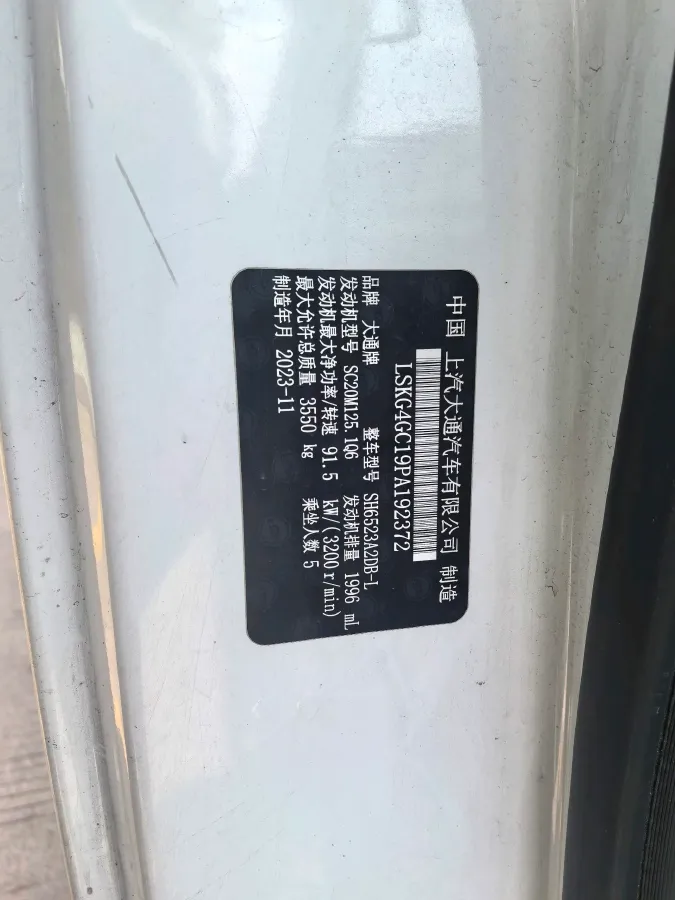 中国 上汽大通汽车有限公司 制造
LSKG4GC19PA192372
品牌 大通牌 整车型号 SH6523A2DB-L
发动机型号 SC20M125.1Q6 发动机排量 1996 mL
发动机最大净功率/转速 91.5 kW/(3200r/min)
最大允许总质量 3550 kg 乘坐人数 5
制造年月 2023-11